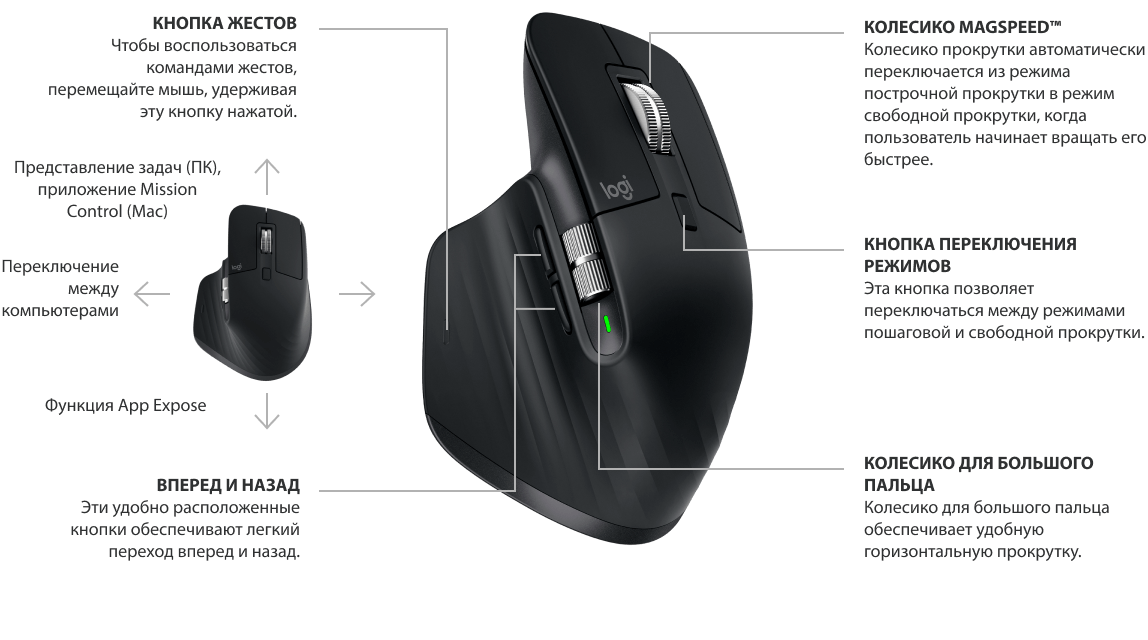 КНОПКА ЖЕСТОВ
Чтобы воспользоваться
командами жестов,
перемещайте мышь, удерживая
эту кнопку нажатой.
Представление задач (ПК),
приложение Mission
Control (Mac)
Переключение
между
компьютерами
Функция App Expose
ВПЕРЕД И НАЗАД
Эти удобно расположенные
кнопки обеспечивают легкий
переход вперед и назад.
logi
logi
КОЛЕСИКО MAGSPEED™
Колесико прокрутки автоматически
переключается из режима
построчной прокрутки в режим
свободной прокрутки, когда
пользователь начинает вращать его
быстрее.
КНОПКА ПЕРЕКЛЮЧЕНИЯ
РЕЖИМОВ
Эта кнопка позволяет
переключаться между режимами
пошаговой и свободной прокрутки.
КОЛЕСИКО ДЛЯ БОЛЬШОГО
ПАЛЬЦА
Колесико для большого пальца
обеспечивает удобную
горизонтальную прокрутку.